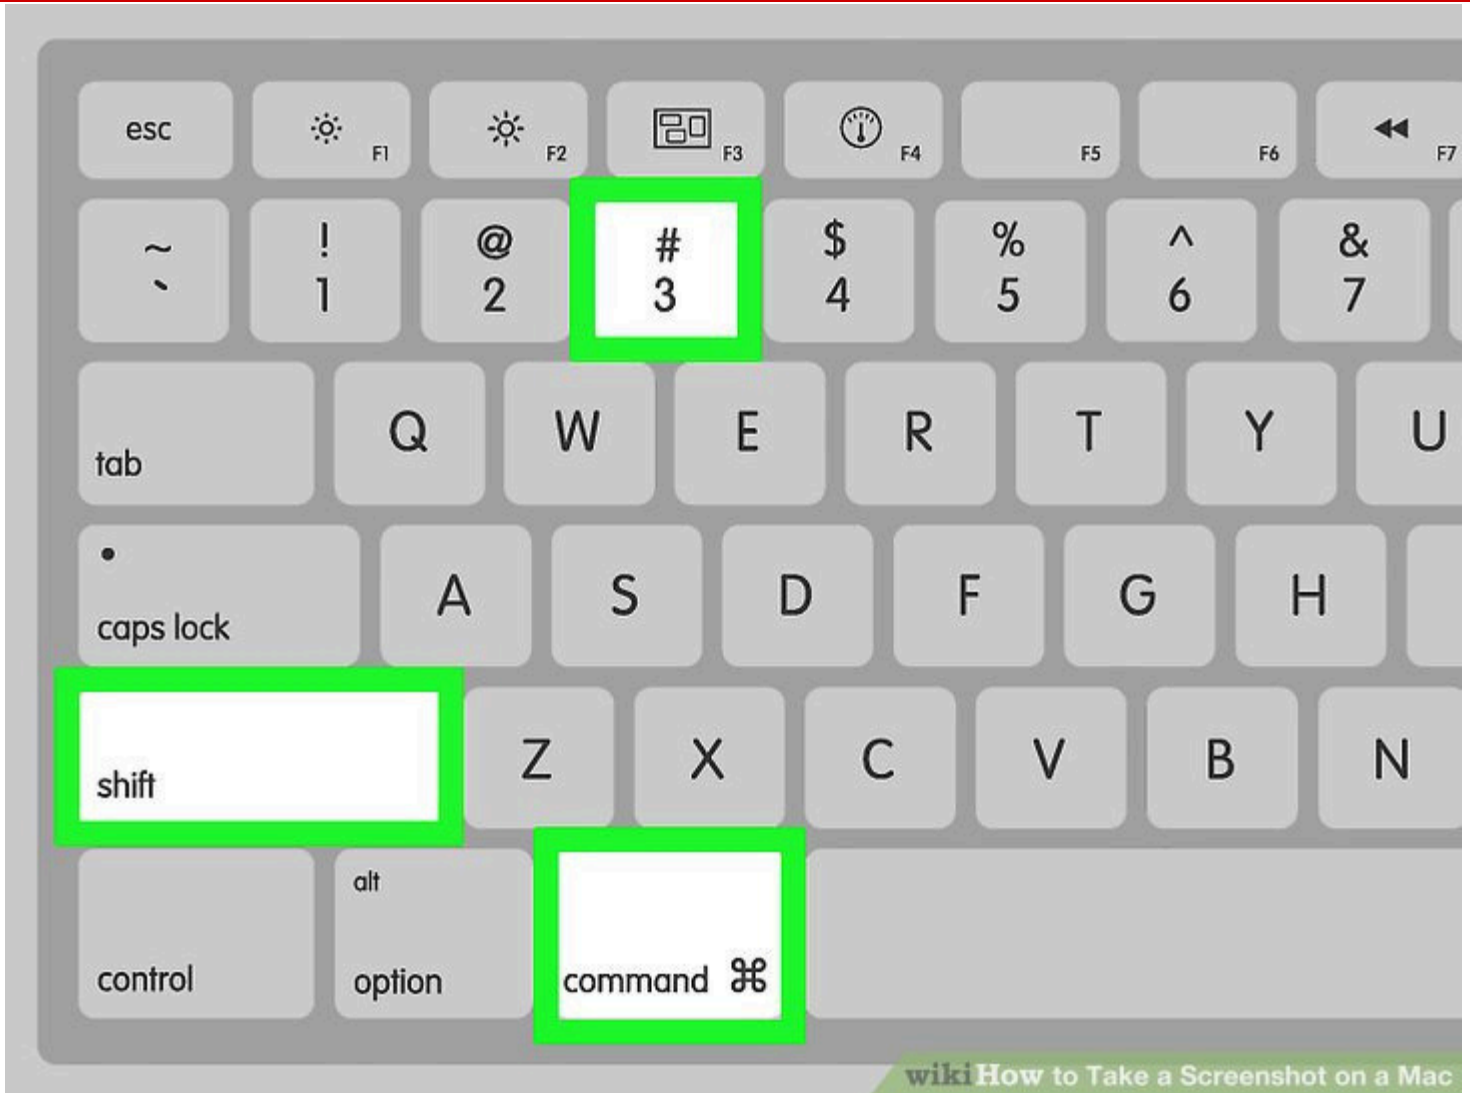 esc F1 F2 F3 F4 F5 F6 F7
~ ! @ # $ % ^ &
` 1 2 3 4 5 6 7
tab Q W E R T Y U
caps lock A S D F G H
shift Z X C V B N
alt
control option command ⌘
wikiHow to Take a Screenshot on a Mac